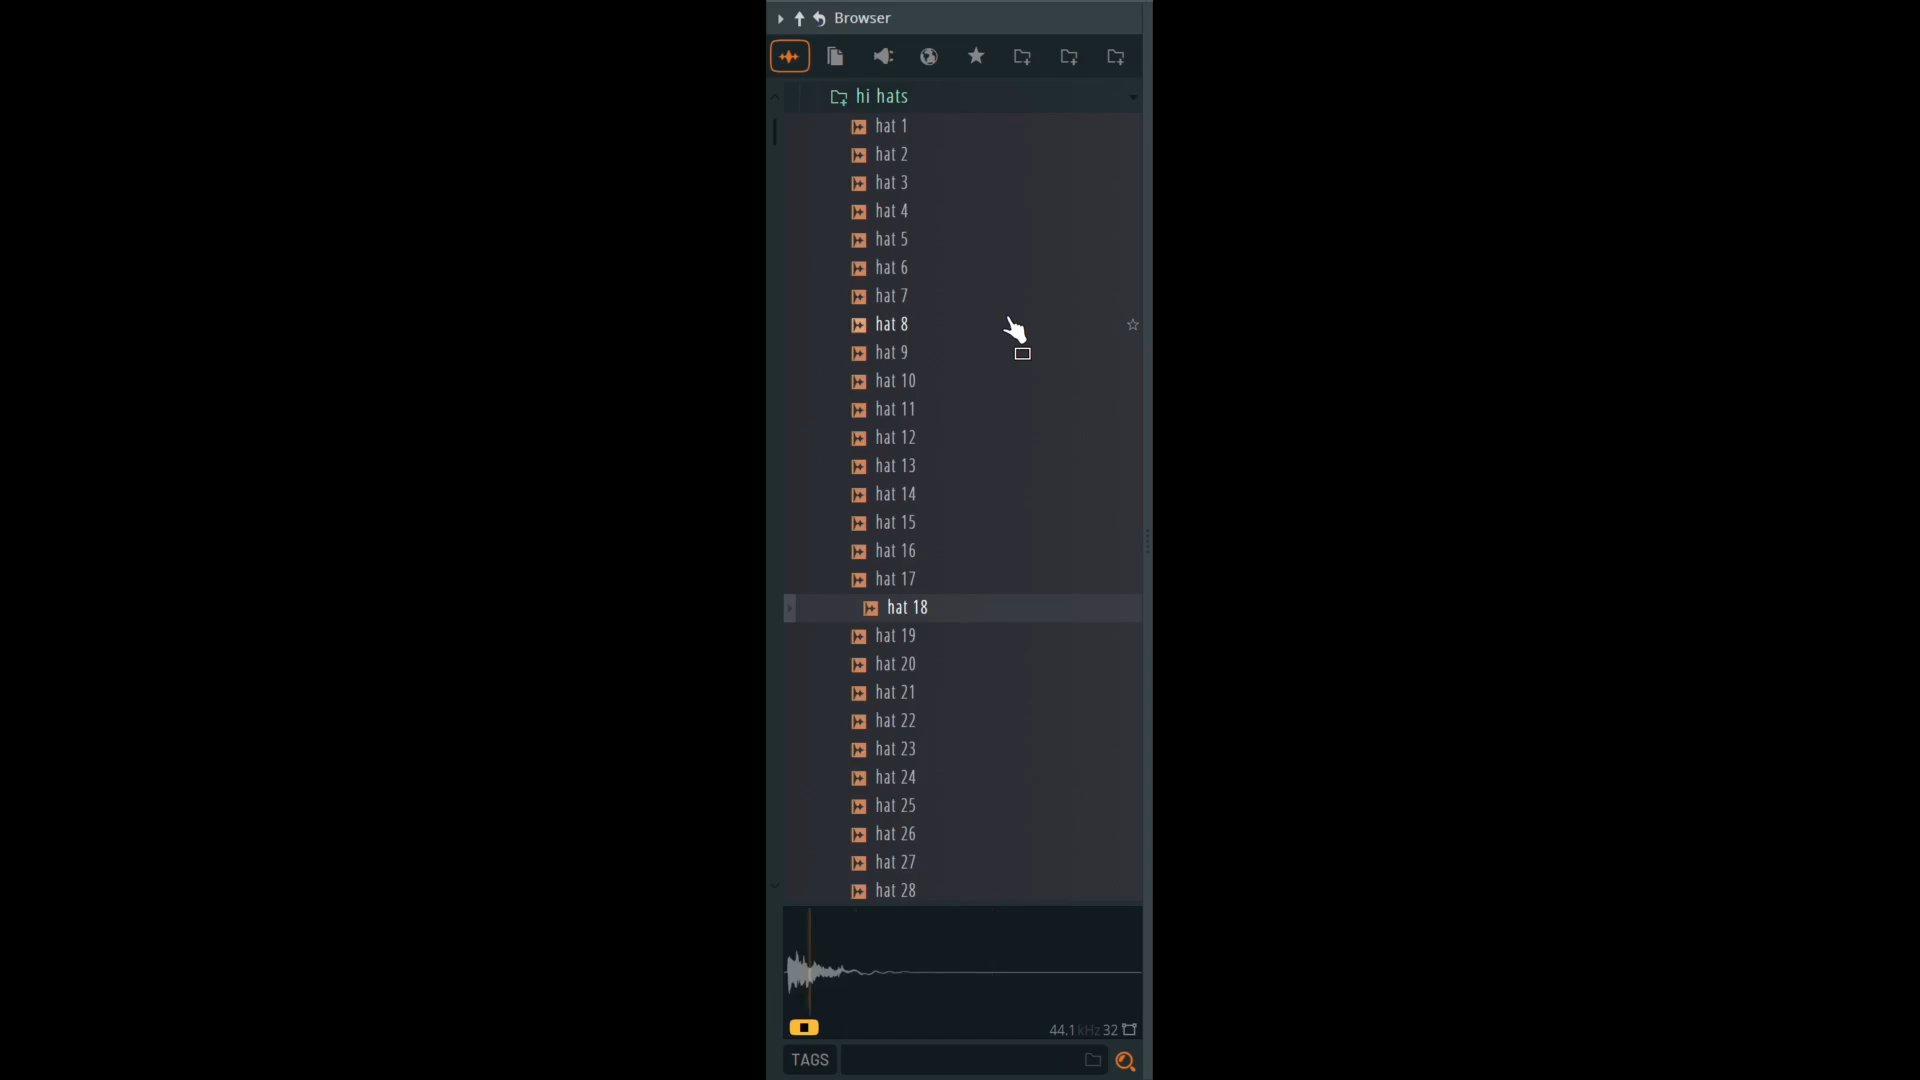 Browser
hi hats
hat 1
hat 2
hat 3
hat 4
hat 5
hat 6
hat 7
hat 8
hat 9
hat 10
hat 11
hat 12
hat 13
hat 14
hat 15
hat 16
hat 17
hat 18
hat 19
hat 20
hat 21
hat 22
hat 23
hat 24
hat 25
hat 26
hat 27
hat 28
44.1kHz 32
TAGS